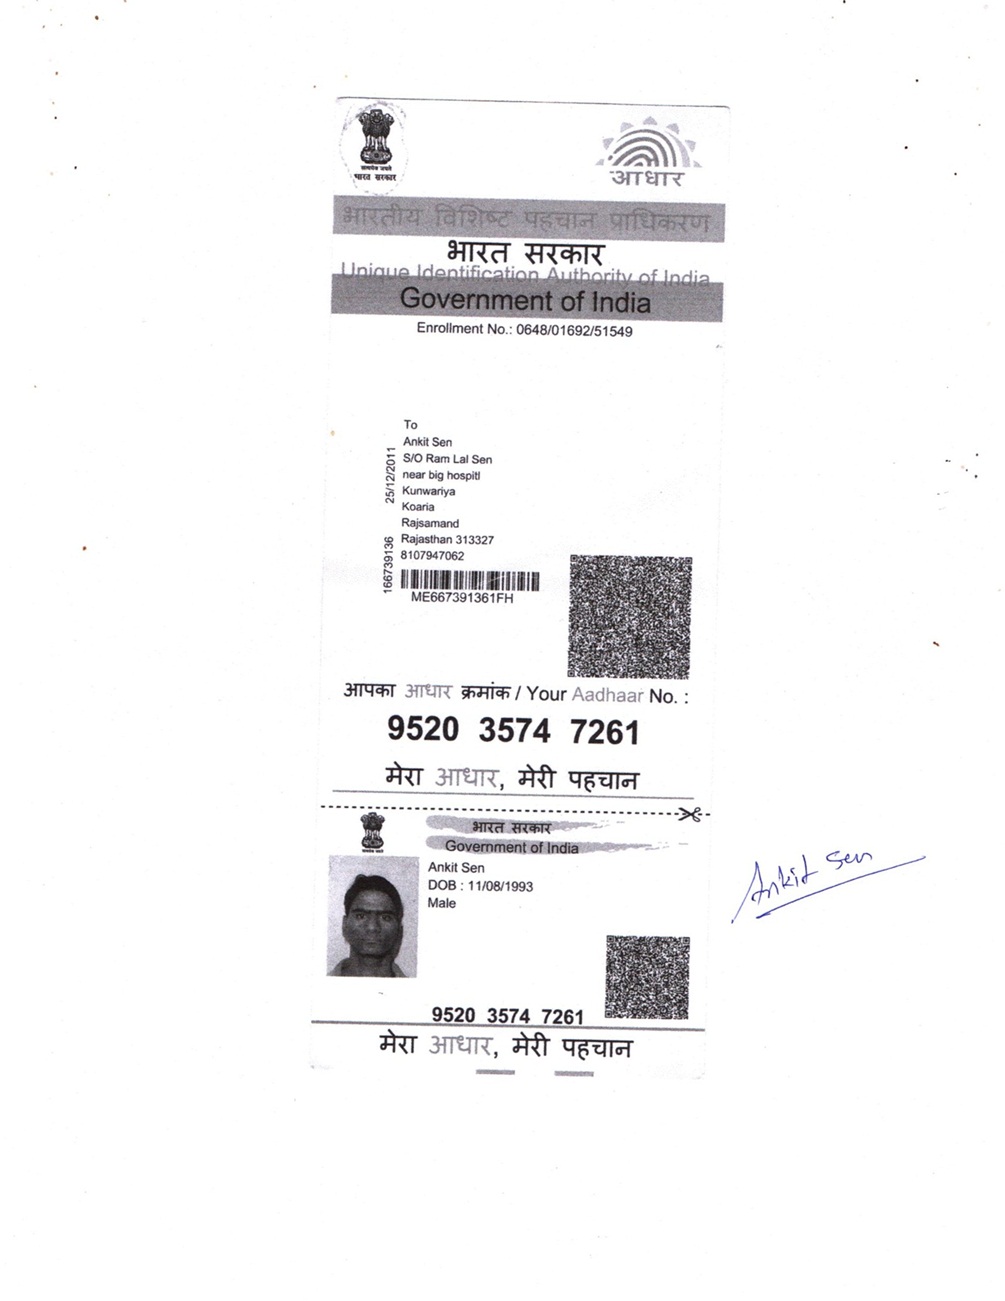 सत्यमेव जयते
भारत सरकार
आधार
भारतीय विशिष्ट पहचान प्राधिकरण
भारत सरकार
Unique Identification Authority of India
Government of India
Enrollment No.: 0648/01692/51549
To
Ankit Sen
S/O Ram Lal Sen
near big hospitl
Kunwariya
Koaria
Rajsamand
Rajasthan 313327
8107947062
25/12/2011
166739136
ME667391361FH
आपका आधार क्रमांक / Your Aadhaar No. :
9520 3574 7261
मेरा आधार, मेरी पहचान
भारत सरकार
Government of India
Ankit Sen
DOB : 11/08/1993
Male
9520 3574 7261
मेरा आधार, मेरी पहचान
Ankit Sen